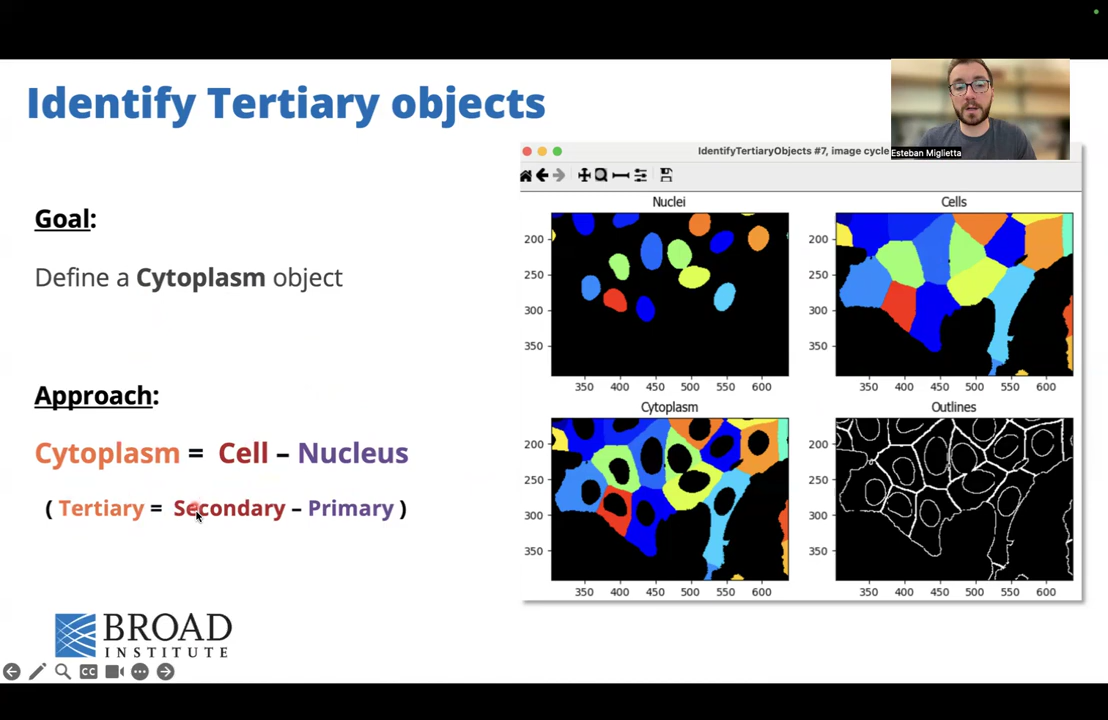 Identify Tertiary objects
Esteban Miglietta
Goal:
Define a Cytoplasm object
Approach:
Cytoplasm = Cell – Nucleus
( Tertiary = Secondary – Primary )
BROAD
INSTITUTE
CC
IdentifyTertiaryObjects #7, image cycle
Nuclei
200
250
300
350
350 400 450 500 550 600
Cells
200
250
300
350
350 400 450 500 550 600
Cytoplasm
200
250
300
350
350 400 450 500 550 600
Outlines
200
250
300
350
350 400 450 500 550 600